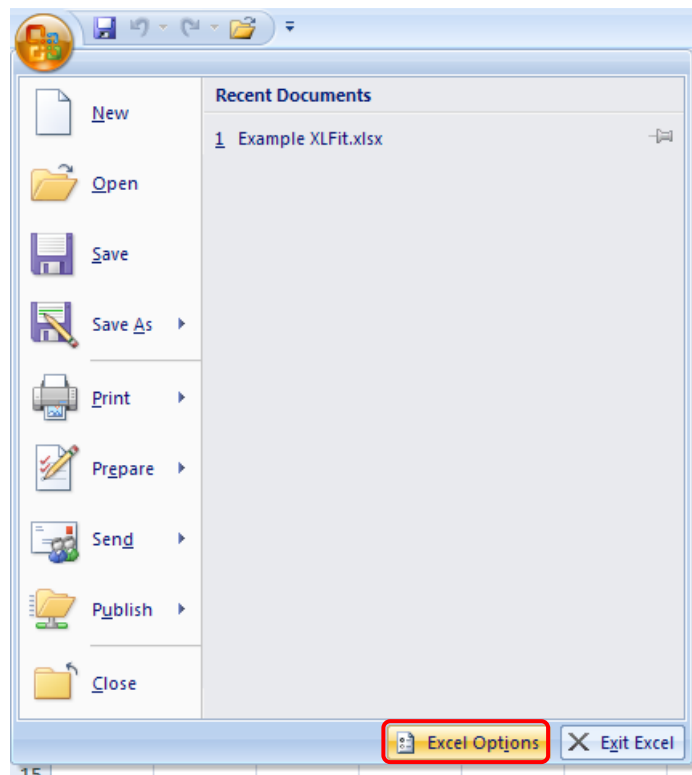 New
Open
Save
Save As
Print
Prepare
Send
Publish
Close
Recent Documents
1 Example XLFit.xlsx
Excel Options
Exit Excel
15